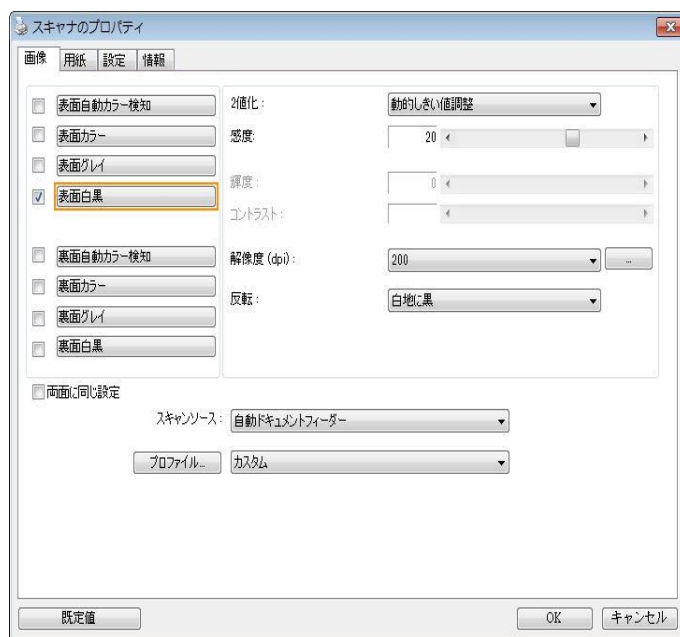 スキャナのプロパティ
画像 用紙 設定 情報
表面自動カラー検知
表面カラー
表面グレイ
表面白黒
裏面自動カラー検知
裏面カラー
裏面グレイ
裏面白黒
2値化: 動的しきい値調整
感度: 20
輝度: 0
コントラスト:
解像度 (dpi): 200 ...
反転: 白地に黒
両面に同じ設定
スキャンソース: 自動ドキュメントフィーダー
プロファイル... カスタム
既定値 OK キャンセル